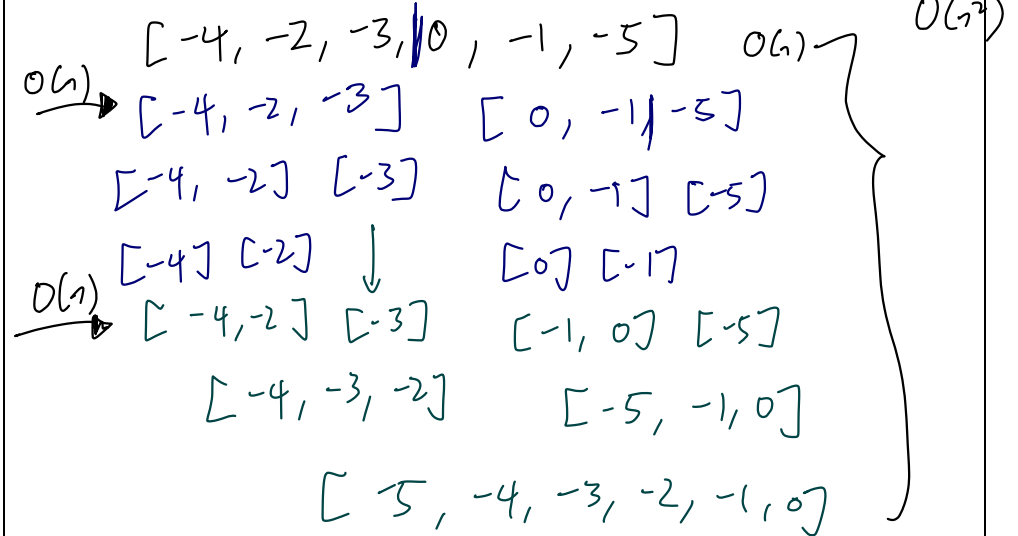 [-4, -2, -3, 0, -1, -5] O(n) O(n²)
O(n) [-4, -2, -3] [0, -1, -5]
[-4, -2] [-3] [0, -1] [-5]
[-4] [-2] [0] [-1]
O(n) [-4, -2] [-3] [-1, 0] [-5]
[-4, -3, -2] [-5, -1, 0]
[-5, -4, -3, -2, -1, 0]